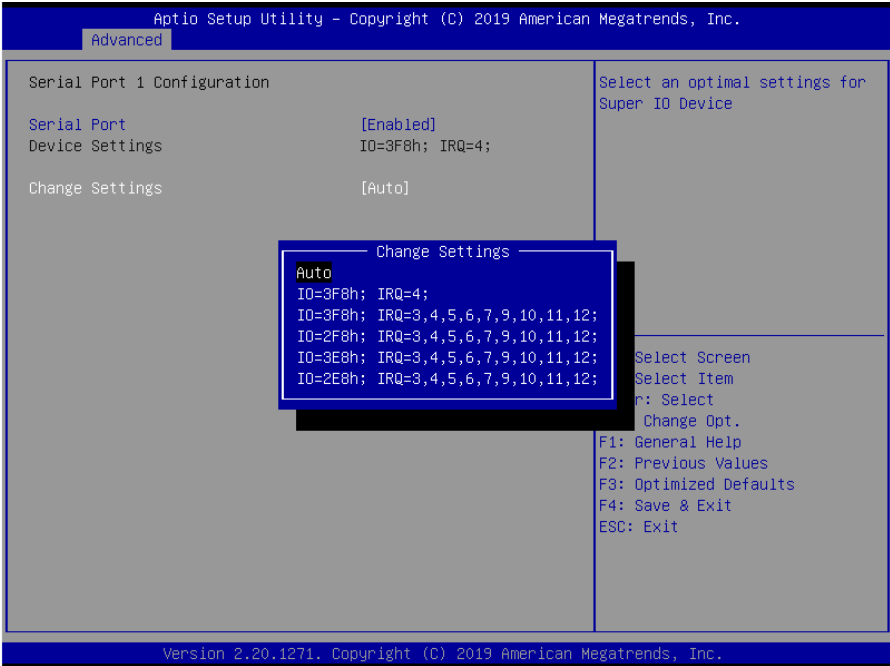 Aptio Setup Utility – Copyright (C) 2019 American Megatrends, Inc.
Advanced
Serial Port 1 Configuration
Serial Port [Enabled]
Device Settings IO=3F8h; IRQ=4;
Change Settings [Auto]
Change Settings
Auto
IO=3F8h; IRQ=4;
IO=3F8h; IRQ=3,4,5,6,7,9,10,11,12;
IO=2F8h; IRQ=3,4,5,6,7,9,10,11,12;
IO=3E8h; IRQ=3,4,5,6,7,9,10,11,12;
IO=2E8h; IRQ=3,4,5,6,7,9,10,11,12;
Select an optimal settings for
Super IO Device
Select Screen
Select Item
r: Select
Change Opt.
F1: General Help
F2: Previous Values
F3: Optimized Defaults
F4: Save & Exit
ESC: Exit
Version 2.20.1271. Copyright (C) 2019 American Megatrends, Inc.